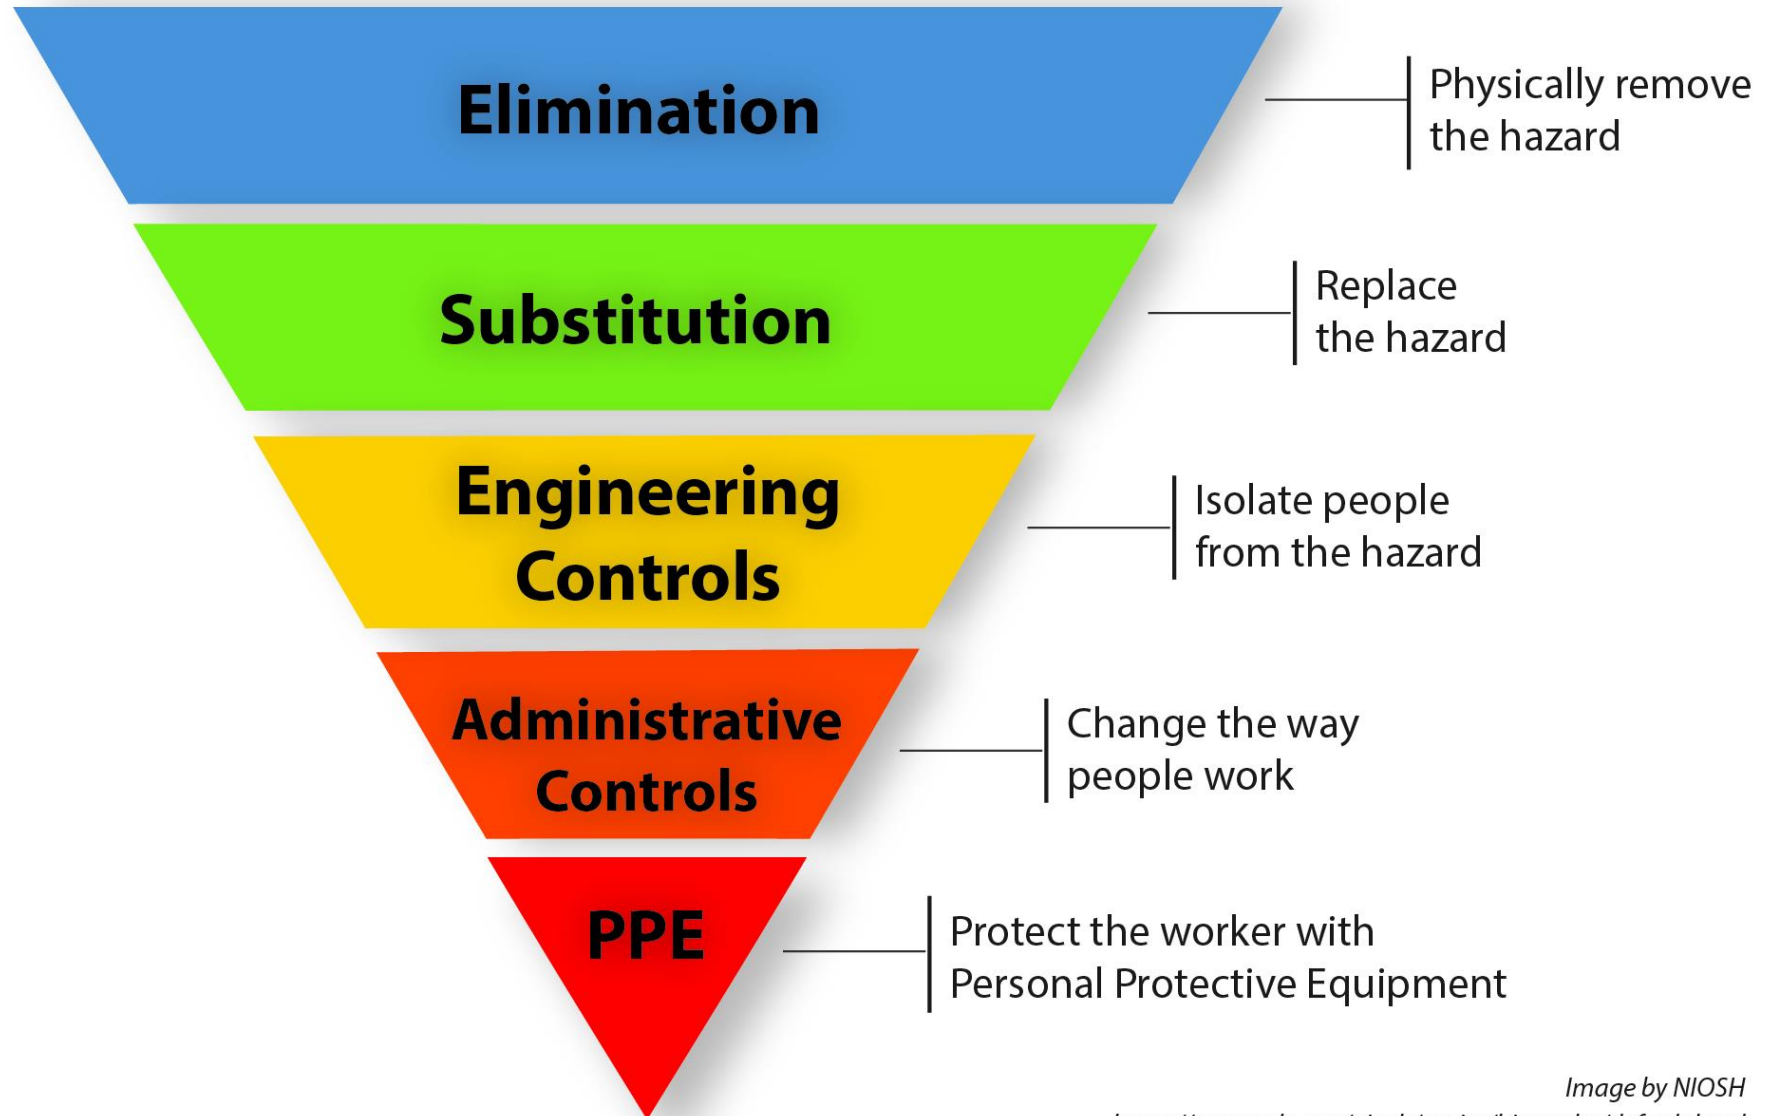 Elimination
Physically remove
the hazard
Substitution
Replace
the hazard
Engineering
Controls
Isolate people
from the hazard
Administrative
Controls
Change the way
people work
PPE
Protect the worker with
Personal Protective Equipment
Image by NIOSH